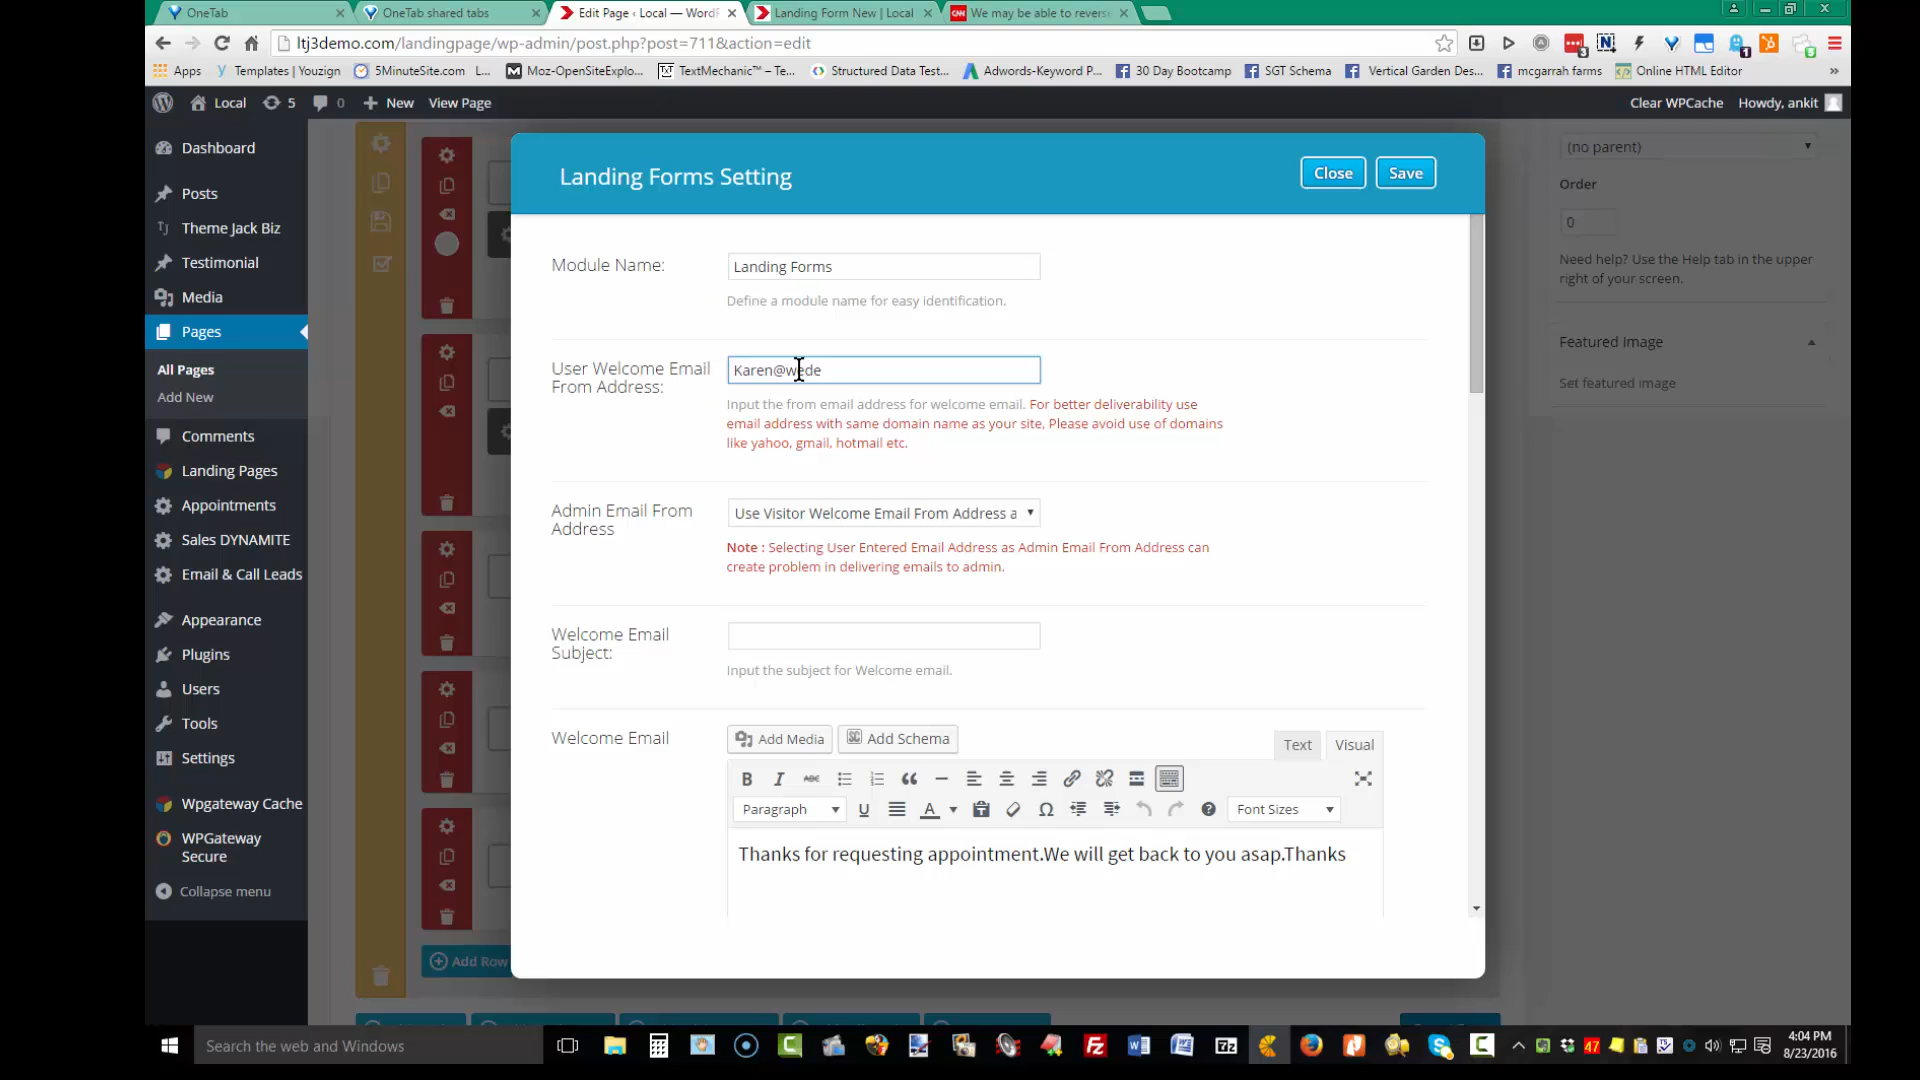 OneTab
OneTab shared tabs
Edit Page ‹ Local — WordP
Landing Form New | Local
We may be able to reverse
ltj3demo.com/landingpage/wp-admin/post.php?post=711&action=edit
Apps
Templates | Youzign
5MinuteSite.com L...
Moz-OpenSiteExplo...
TextMechanic™ – Te...
Structured Data Test...
Adwords-Keyword P...
30 Day Bootcamp
SGT Schema
Vertical Garden Des...
mcgarrah farms
Online HTML Editor
»
Local
5
0
New
View Page
Clear WPCache
Howdy, ankit
Dashboard
Posts
Theme Jack Biz
Testimonial
Media
Pages
All Pages
Add New
Comments
Landing Pages
Appointments
Sales DYNAMITE
Email & Call Leads
Appearance
Plugins
Users
Tools
Settings
Wpgateway Cache
WPGateway
Secure
Collapse menu
Add Row
Landing Forms Setting
Close
Save
Module Name:
Landing Forms
Define a module name for easy identification.
User Welcome Email
From Address:
Karen@wede
Input the from email address for welcome email. For better deliverability use
email address with same domain name as your site, Please avoid use of domains
like yahoo, gmail, hotmail etc.
Admin Email From
Address
Use Visitor Welcome Email From Address a
Note : Selecting User Entered Email Address as Admin Email From Address can
create problem in delivering emails to admin.
Welcome Email
Subject:
Input the subject for Welcome email.
Welcome Email
Add Media
Add Schema
Text
Visual
B
I
ABC
Paragraph
U
A
Ω
Font Sizes
Thanks for requesting appointment.We will get back to you asap.Thanks
(no parent)
Order
0
Need help? Use the Help tab in the upper
right of your screen.
Featured Image
Set featured image
Search the web and Windows
47
4:04 PM
8/23/2016